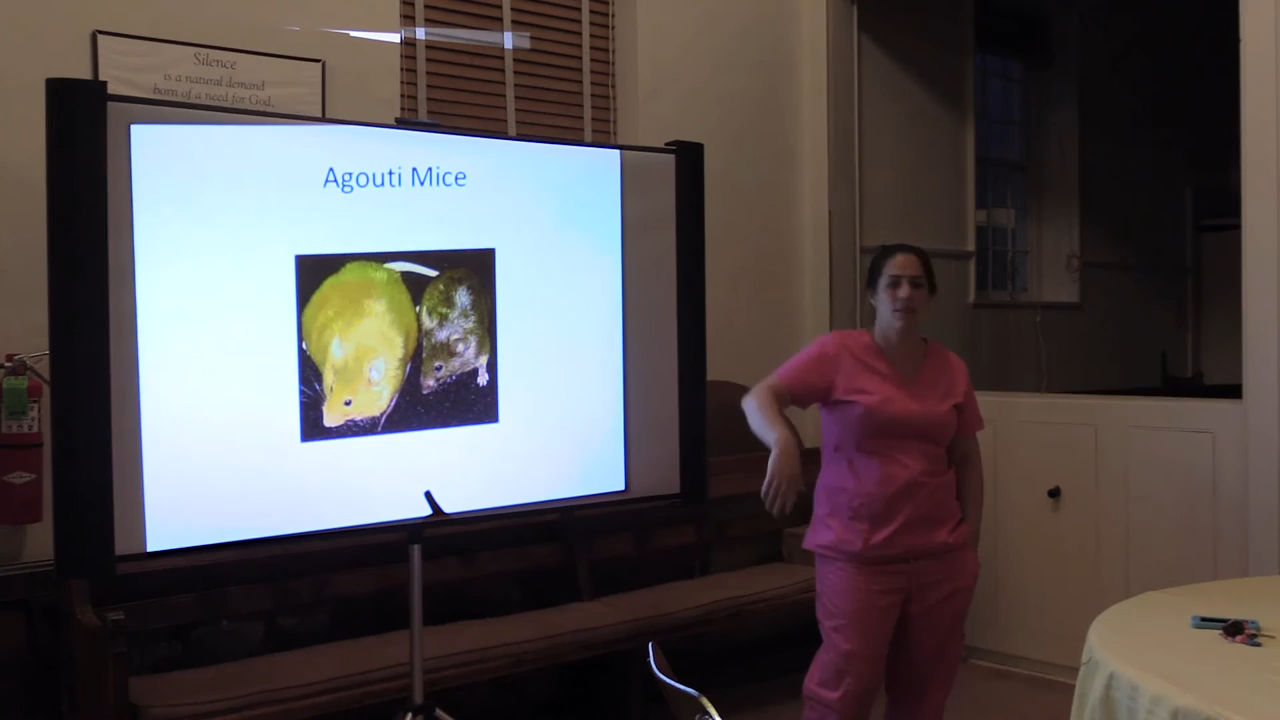 Silence
is a natural demand
born of a need for God,
Agouti Mice